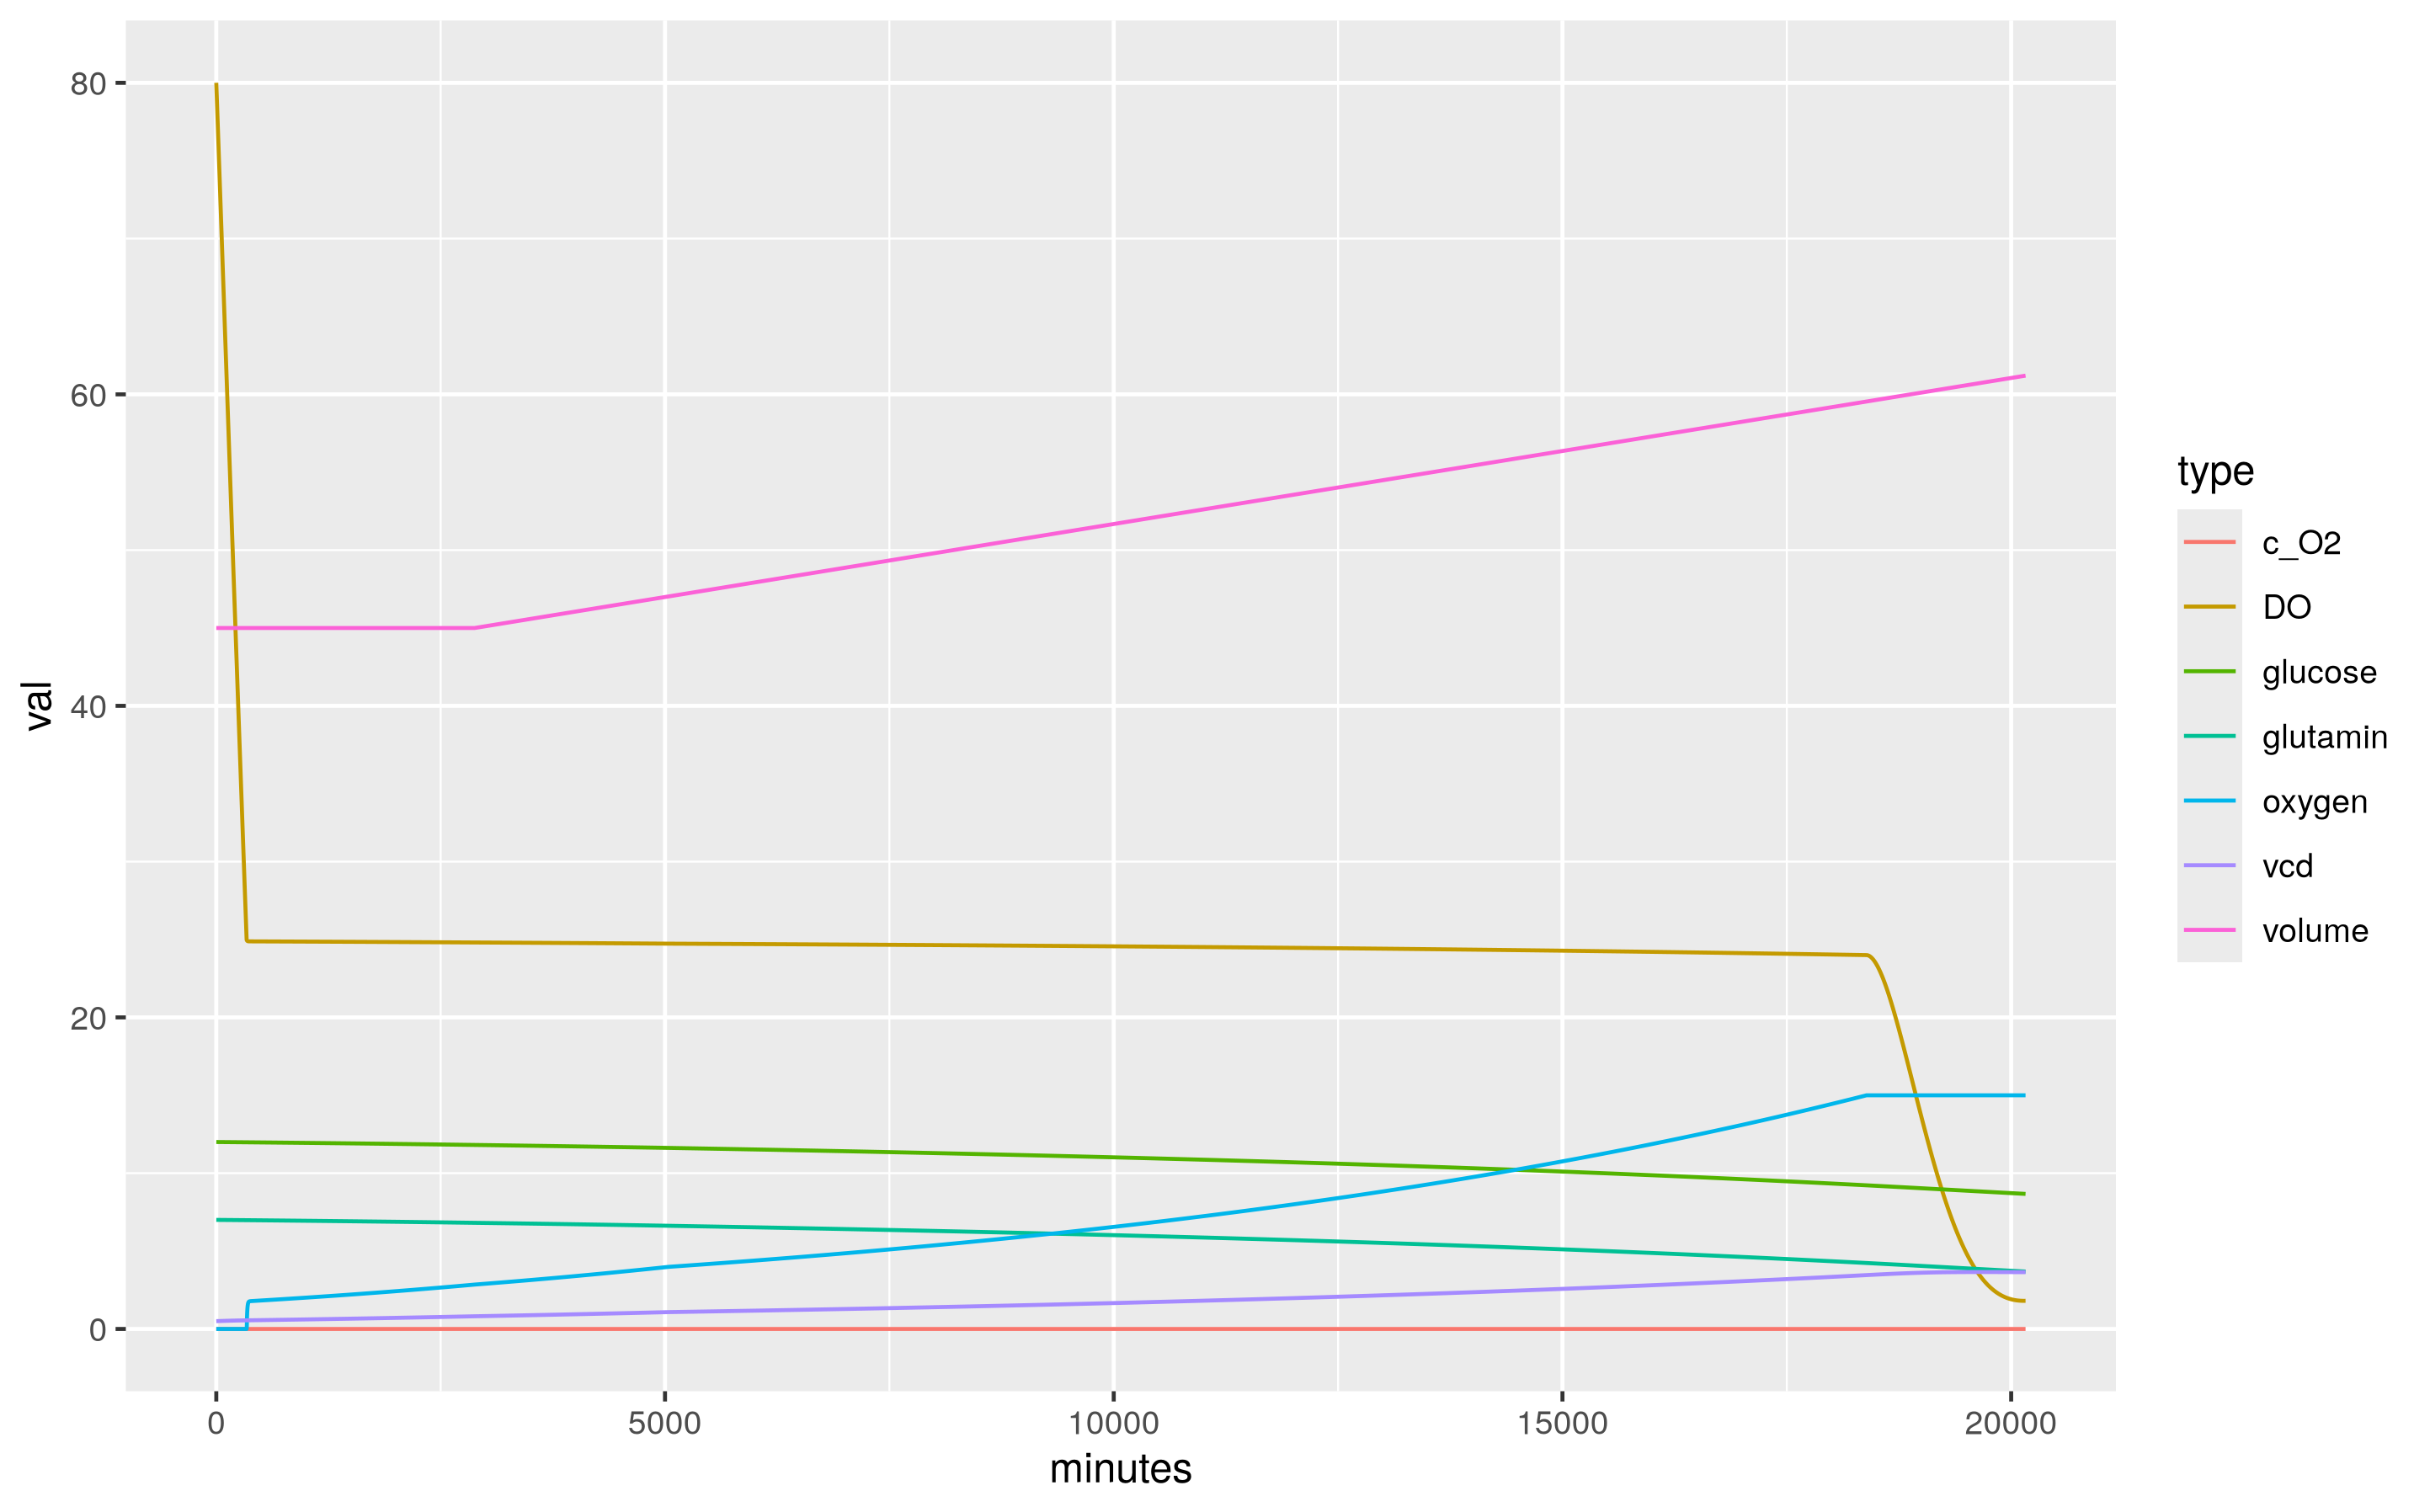 80
60
40
20
0
val
0 5000 10000 15000 20000
minutes
type
c_O2
DO
glucose
glutamin
oxygen
vcd
volume